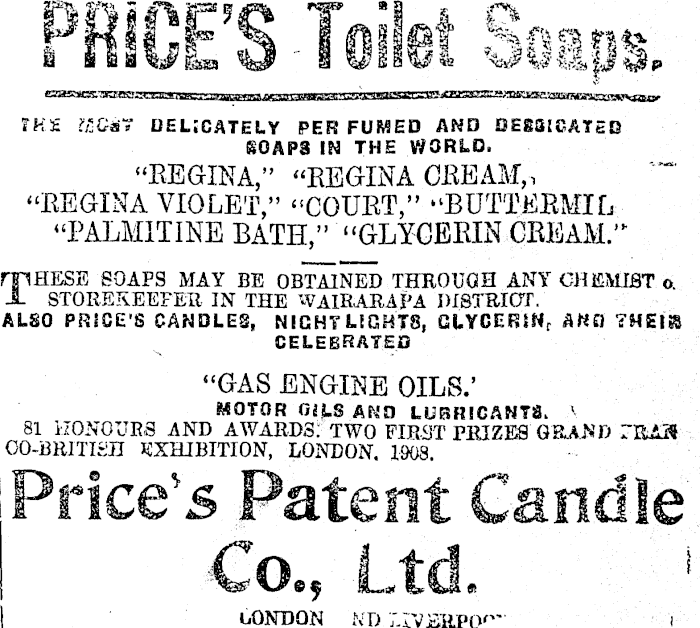 PRICE'S Toilet Soaps.
THE MOST DELICATELY PERFUMED AND DESSICATED
SOAPS IN THE WORLD.
"REGINA," "REGINA CREAM,,
"REGINA VIOLET," "COURT," "BUTTERMIL
"PALMITINE BATH," "GLYCERIN CREAM."
THESE SOAPS MAY BE OBTAINED THROUGH ANY CHEMIST o.
STOREKEEFER IN THE WAIRARAPA DISTRICT.
ALSO PRICE'S CANDLES, NIGHTLIGHTS, GLYCERIN, AND THEIR
CELEBRATED
"GAS ENGINE OILS.'
MOTOR OILS AND LUBRICANTS.
81 HONOURS AND AWARDS. TWO FIRST PRIZES GRAND FRAN
CO-BRITISH EXHIBITION, LONDON, 1908.
Price's Patent Candle
Co., Ltd.
LONDON ND LIVERPOO